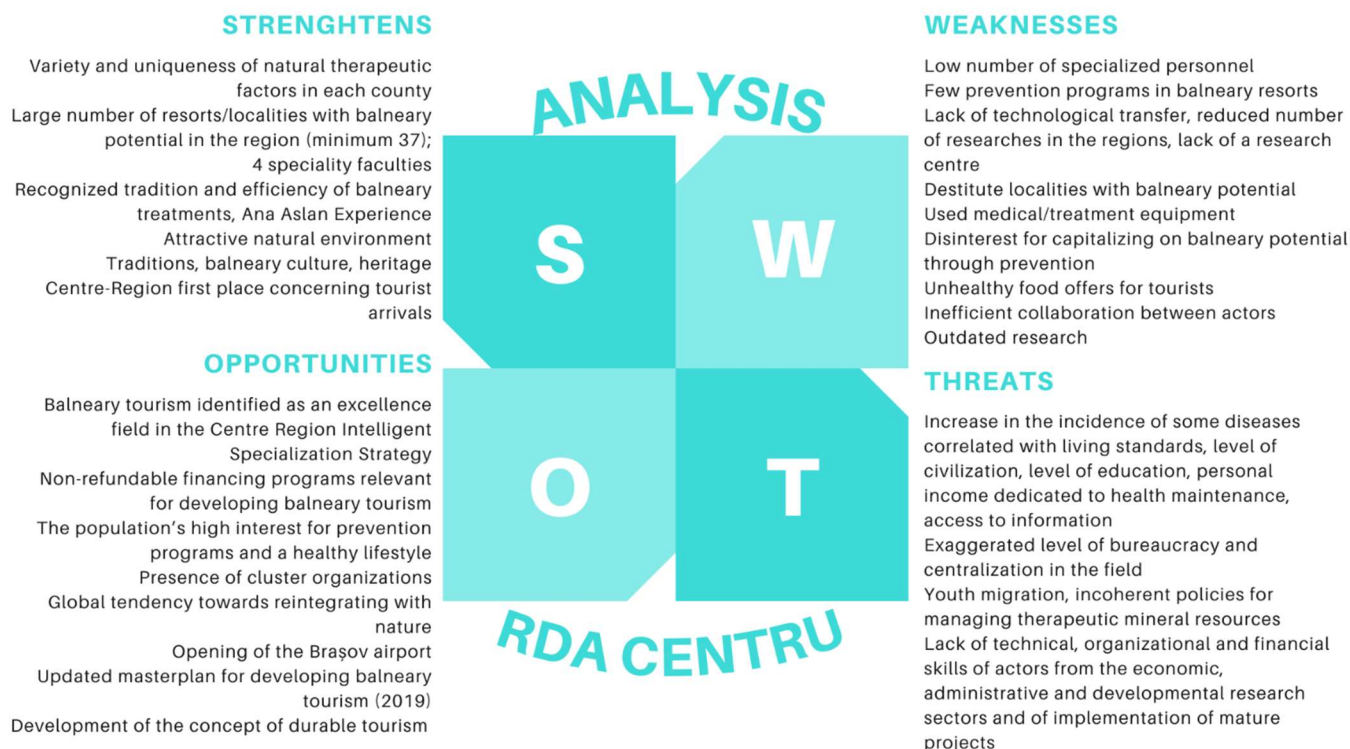 STRENGHTENS
Variety and uniqueness of natural therapeutic
factors in each county
Large number of resorts/localities with balneary
potential in the region (minimum 37);
4 speciality faculties
Recognized tradition and efficiency of balneary
treatments, Ana Aslan Experience
Attractive natural environment
Traditions, balneary culture, heritage
Centre-Region first place concerning tourist
arrivals
OPPORTUNITIES
Balneary tourism identified as an excellence
field in the Centre Region Intelligent
Specialization Strategy
Non-refundable financing programs relevant
for developing balneary tourism
The population's high interest for prevention
programs and a healthy lifestyle
Presence of cluster organizations
Global tendency towards reintegrating with
nature
Opening of the Brașov airport
Updated masterplan for developing balneary
tourism (2019)
Development of the concept of durable tourism
ANALYSIS
S
W
O
T
RDA CENTRU
WEAKNESSES
Low number of specialized personnel
Few prevention programs in balneary resorts
Lack of technological transfer, reduced number
of researches in the regions, lack of a research
centre
Destitute localities with balneary potential
Used medical/treatment equipment
Disinterest for capitalizing on balneary potential
through prevention
Unhealthy food offers for tourists
Inefficient collaboration between actors
Outdated research
THREATS
Increase in the incidence of some diseases
correlated with living standards, level of
civilization, level of education, personal
income dedicated to health maintenance,
access to information
Exaggerated level of bureaucracy and
centralization in the field
Youth migration, incoherent policies for
managing therapeutic mineral resources
Lack of technical, organizational and financial
skills of actors from the economic,
administrative and developmental research
sectors and of implementation of mature
projects